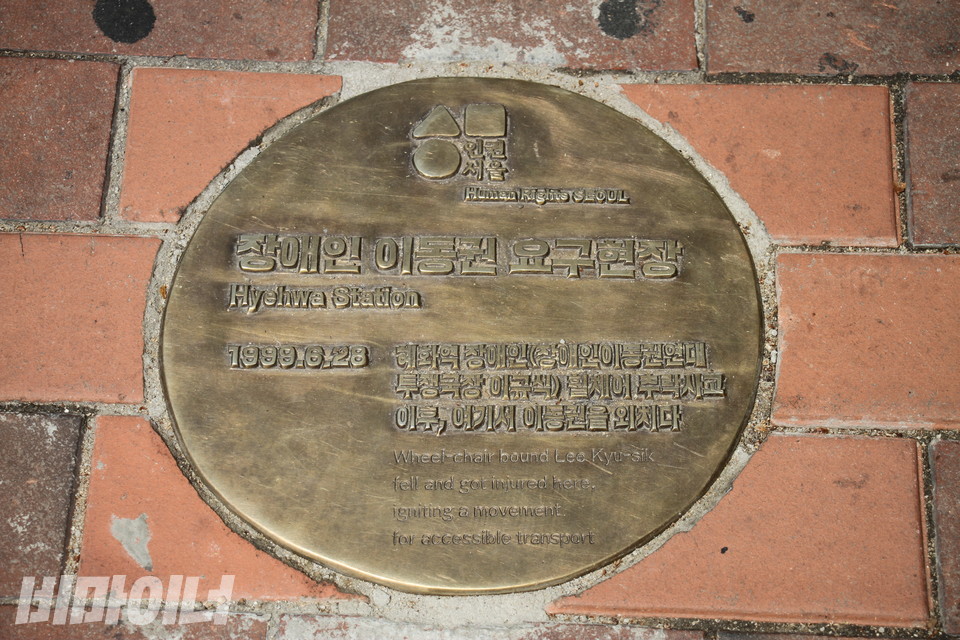 인권
서울
Human Rights SEOUL
장애인 이동권 요구현장
Hyehwa Station
1999.6.28
혜화역 장애인(장애인이동권연대
투쟁국장 이규식) 휠체어 추락사고
이후, 여기서 이동권을 외치다
Wheel-chair bound Lee Kyu-sik
fell and got injured here,
igniting a movement
for accessible transport
비마이너